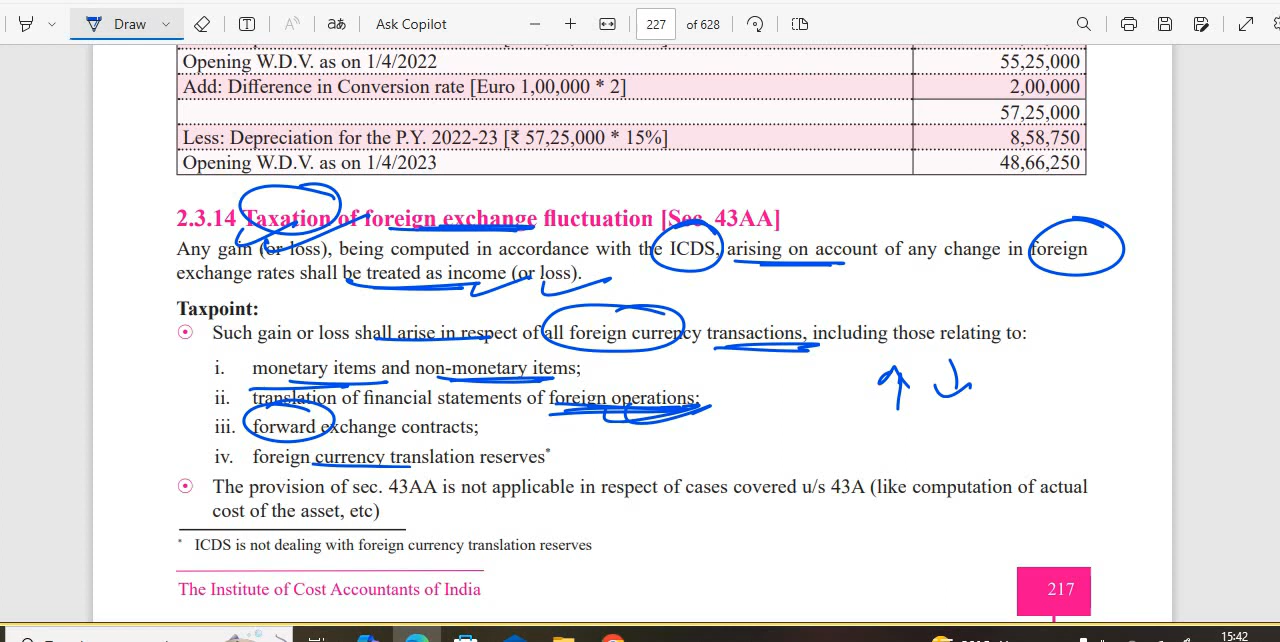 Draw
T
A
aあ
Ask Copilot
227 of 628
Opening W.D.V. as on 1/4/2022 55,25,000
Add: Difference in Conversion rate [Euro 1,00,000 * 2] 2,00,000
57,25,000
Less: Depreciation for the P.Y. 2022-23 [₹ 57,25,000 * 15%] 8,58,750
Opening W.D.V. as on 1/4/2023 48,66,250
2.3.14 Taxation of foreign exchange fluctuation [Sec. 43AA]
Any gain (or loss), being computed in accordance with the ICDS, arising on account of any change in foreign
exchange rates shall be treated as income (or loss).
Taxpoint:
Such gain or loss shall arise in respect of all foreign currency transactions, including those relating to:
i. monetary items and non-monetary items;
ii. translation of financial statements of foreign operations;
iii. forward exchange contracts;
iv. foreign currency translation reserves*
The provision of sec. 43AA is not applicable in respect of cases covered u/s 43A (like computation of actual
cost of the asset, etc)
* ICDS is not dealing with foreign currency translation reserves
The Institute of Cost Accountants of India 217
15:42